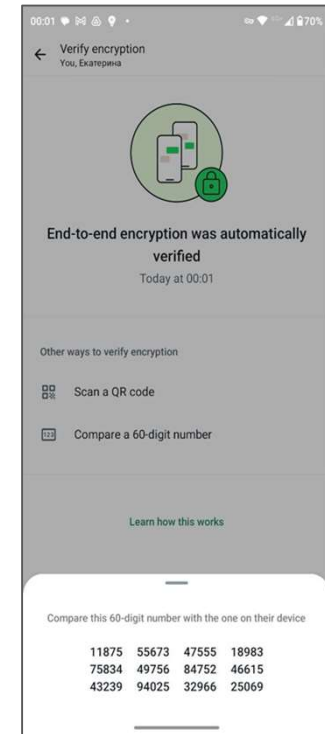 00:01 70%
Verify encryption
You, Екатерина
End-to-end encryption was automatically
verified
Today at 00:01
Other ways to verify encryption
Scan a QR code
123 Compare a 60-digit number
Learn how this works
Compare this 60-digit number with the one on their device
11875 55673 47555 18983
75834 49756 84752 46615
43239 94025 32966 25069